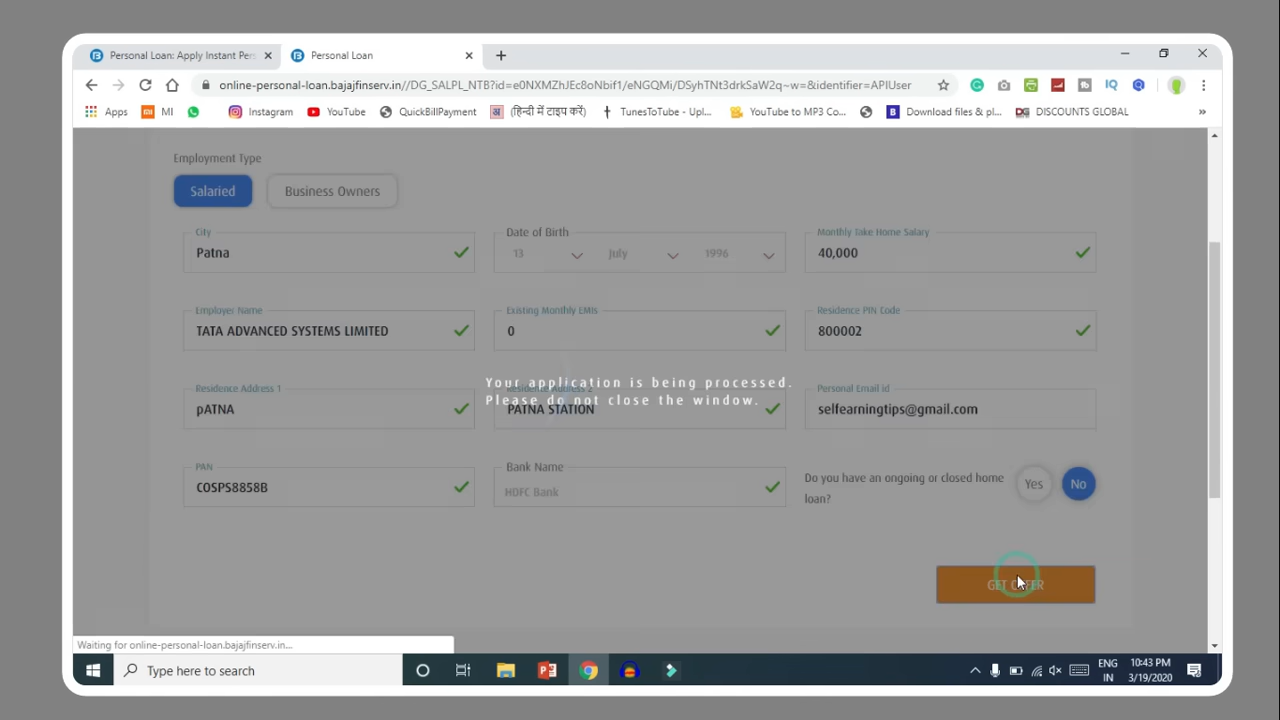 Personal Loan: Apply Instant Pers
Personal Loan
online-personal-loan.bajajfinserv.in//DG_SALPL_NTB?id=e0NXMZhJEc8oNbif1/eNGQMi/DSyhTNt3drkSaW2q~w=&identifier=APIUser
Apps MI Instagram YouTube QuickBillPayment (हिन्दी में टाइप करें) TunesToTube - Upl... YouTube to MP3 Co... Download files & pl... DISCOUNTS GLOBAL »
Employment Type
Salaried Business Owners
City Date of Birth Monthly Take Home Salary
Patna 13 July 1996 40,000
Employer Name Existing Monthly EMIs Residence PIN Code
TATA ADVANCED SYSTEMS LIMITED 0 800002
Your application is being processed.
Please do not close the window.
Residence Address 1 Residence Address 2 Personal Email id
pATNA PATNA STATION selfearningtips@gmail.com
PAN Bank Name
COSPS8858B HDFC Bank
Do you have an ongoing or closed home
loan?
Yes No
GET OFFER
Waiting for online-personal-loan.bajajfinserv.in...
Type here to search
ENG
IN
10:43 PM
3/19/2020